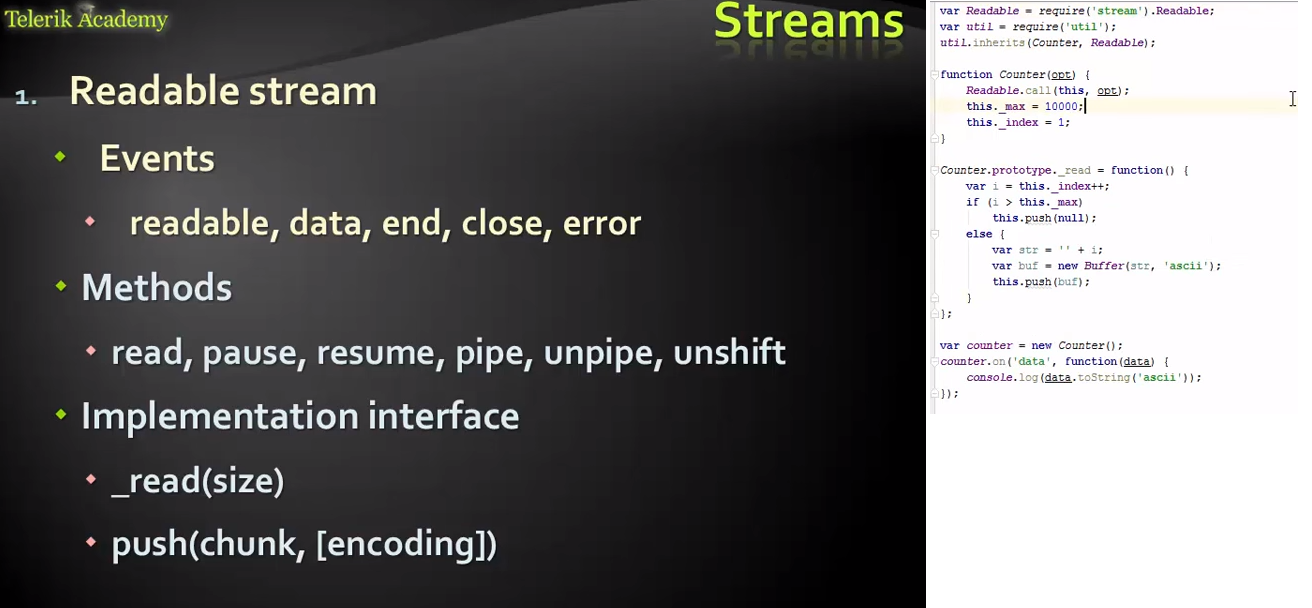 Telerik Academy
Streams
1. Readable stream
Events
readable, data, end, close, error
Methods
read, pause, resume, pipe, unpipe, unshift
Implementation interface
_read(size)
push(chunk, [encoding])
var Readable = require('stream').Readable;
var util = require('util');
util.inherits(Counter, Readable);
function Counter(opt) {
    Readable.call(this, opt);
    this._max = 10000;
    this._index = 1;
}
Counter.prototype._read = function() {
    var i = this._index++;
    if (i > this._max)
        this.push(null);
    else {
        var str = '' + i;
        var buf = new Buffer(str, 'ascii');
        this.push(buf);
    }
};
var counter = new Counter();
counter.on('data', function(data) {
    console.log(data.toString('ascii'));
});